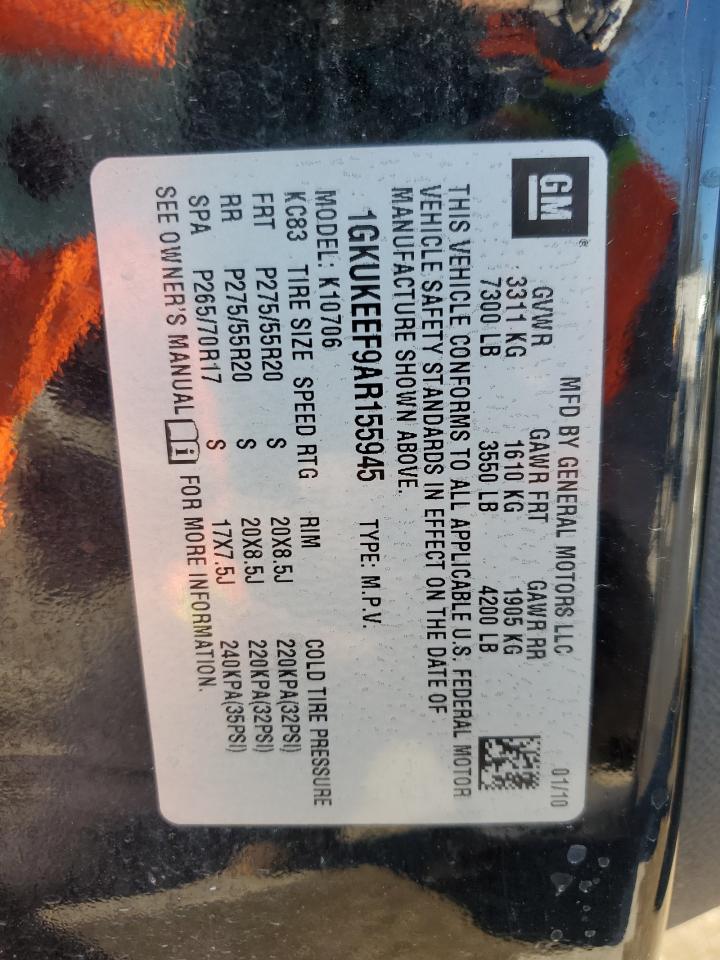 GM®
MFD BY GENERAL MOTORS LLC 01/10
GVWR GAWR FRT GAWR RR
3311 KG 1610 KG 1905 KG
7300 LB 3550 LB 4200 LB
THIS VEHICLE CONFORMS TO ALL APPLICABLE U.S. FEDERAL MOTOR
VEHICLE SAFETY STANDARDS IN EFFECT ON THE DATE OF
MANUFACTURE SHOWN ABOVE.
1GKUKEEF9AR155945 TYPE: M.P.V.
MODEL: K10706
KC83 TIRE SIZE SPEED RTG RIM COLD TIRE PRESSURE
FRT P275/55R20 S 20X8.5J 220KPA(32PSI)
RR P275/55R20 S 20X8.5J 220KPA(32PSI)
SPA P265/70R17 S 17X7.5J 240KPA(35PSI)
SEE OWNER'S MANUAL FOR MORE INFORMATION.